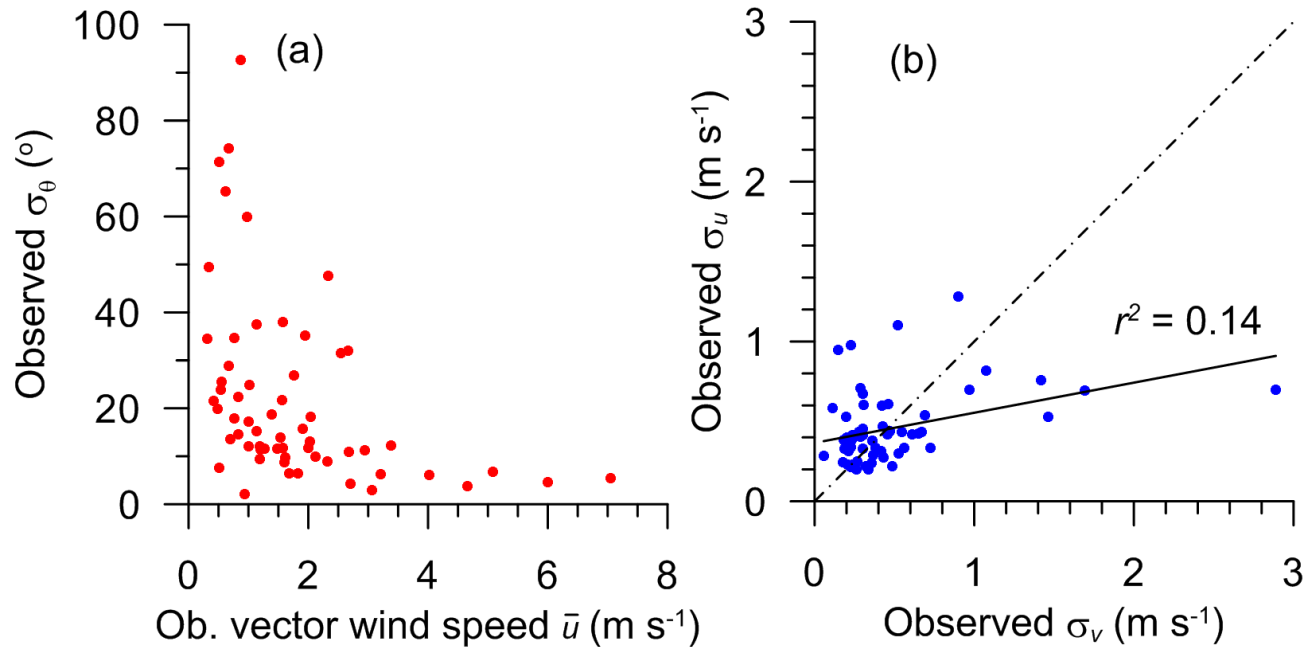 (a)
100
80
60
40
20
0
0 2 4 6 8
Observed σθ (º)
Ob. vector wind speed ū (m s-1)
(b)
3
2
1
0
0 1 2 3
r² = 0.14
Observed σu (m s-1)
Observed σv (m s-1)